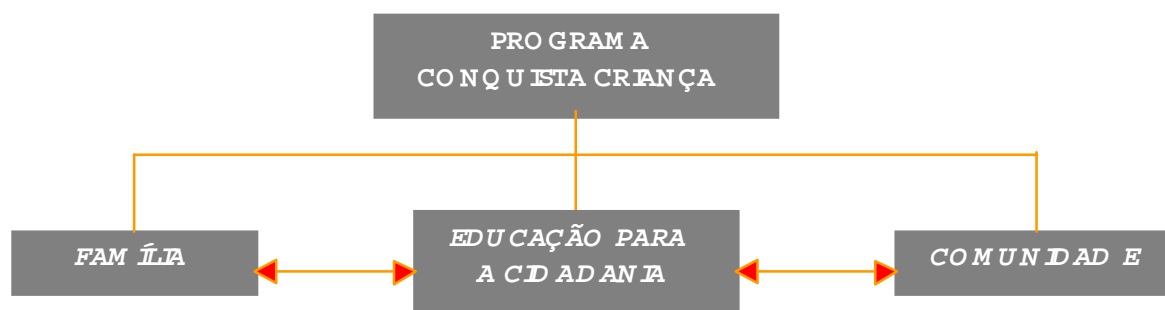 PROGRAMA
CONQUISTA CRIANÇA
FAMÍLIA
EDUCAÇÃO PARA
A CIDADANIA
COMUNIDADE